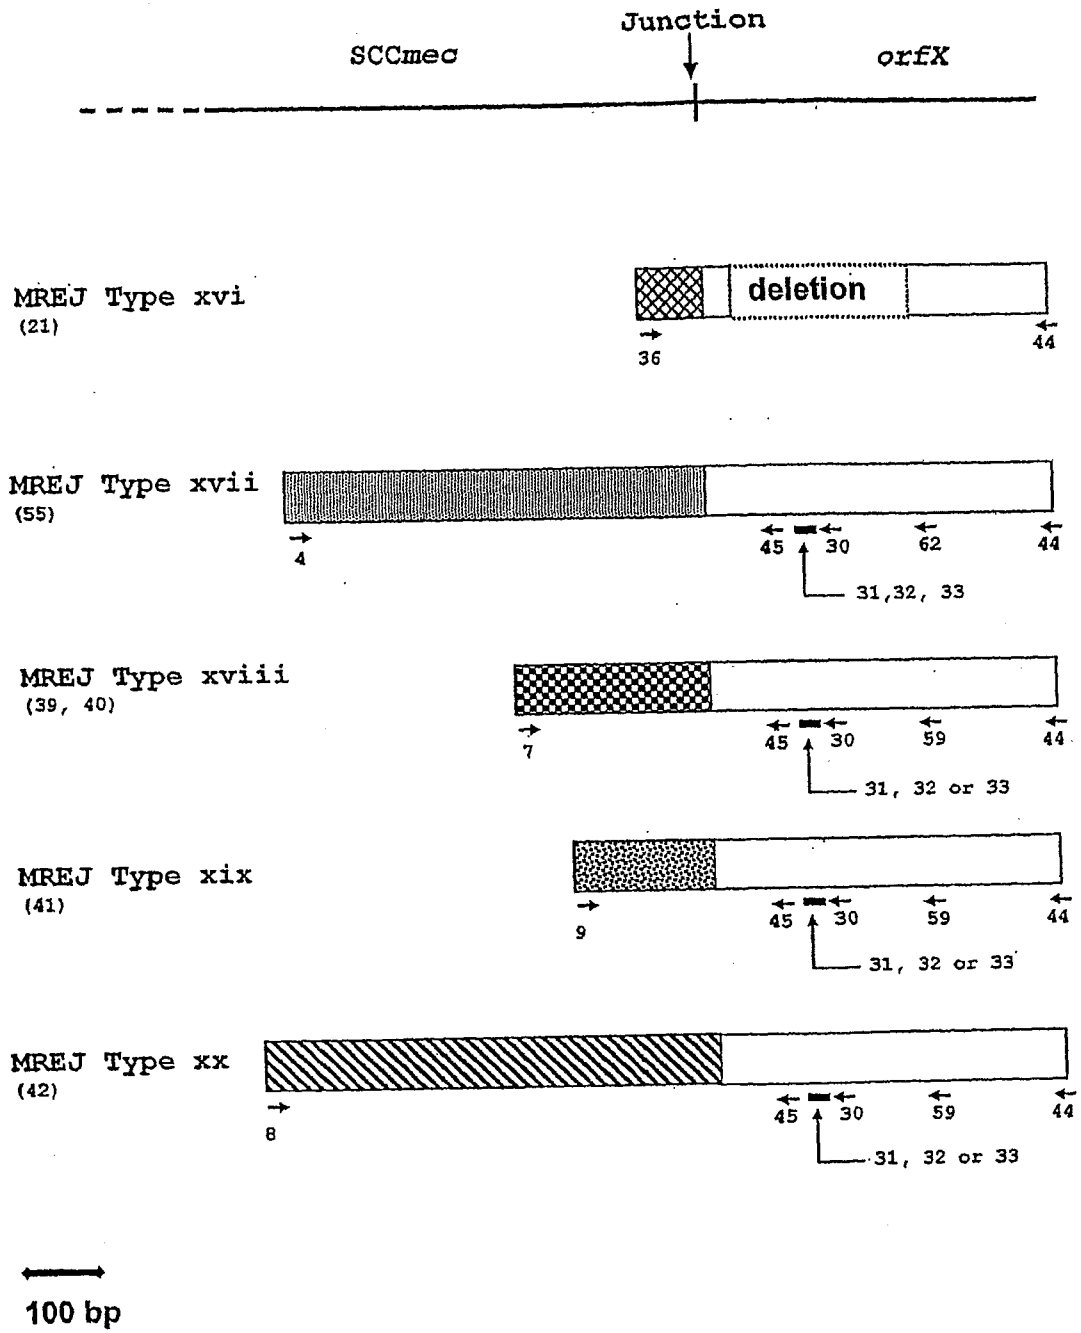 Junction
SCCmec
orfX
MREJ Type xvi
(21)
deletion
36
44
MREJ Type xvii
(55)
4
45
30
62
44
31,32, 33
MREJ Type xviii
(39, 40)
7
45
30
59
44
31, 32 or 33
MREJ Type xix
(41)
9
45
30
59
44
31, 32 or 33
MREJ Type xx
(42)
8
45
30
59
44
31, 32 or 33
100 bp